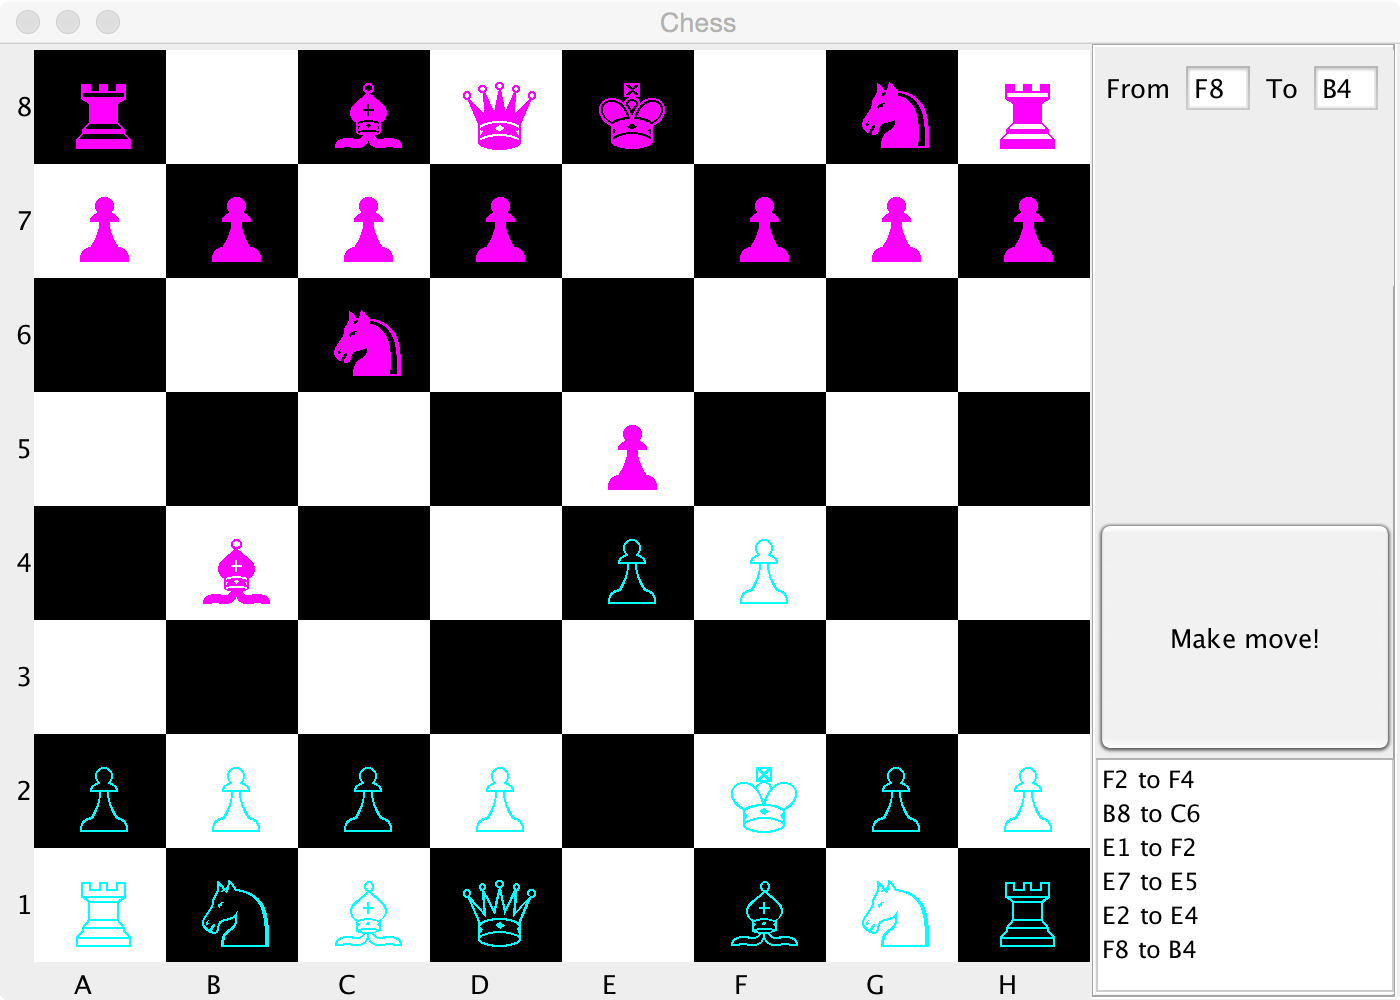 Chess
From F8 To B4
8
7
6
5
4
3
2
1
A B C D E F G H
Make move!
F2 to F4
B8 to C6
E1 to F2
E7 to E5
E2 to E4
F8 to B4